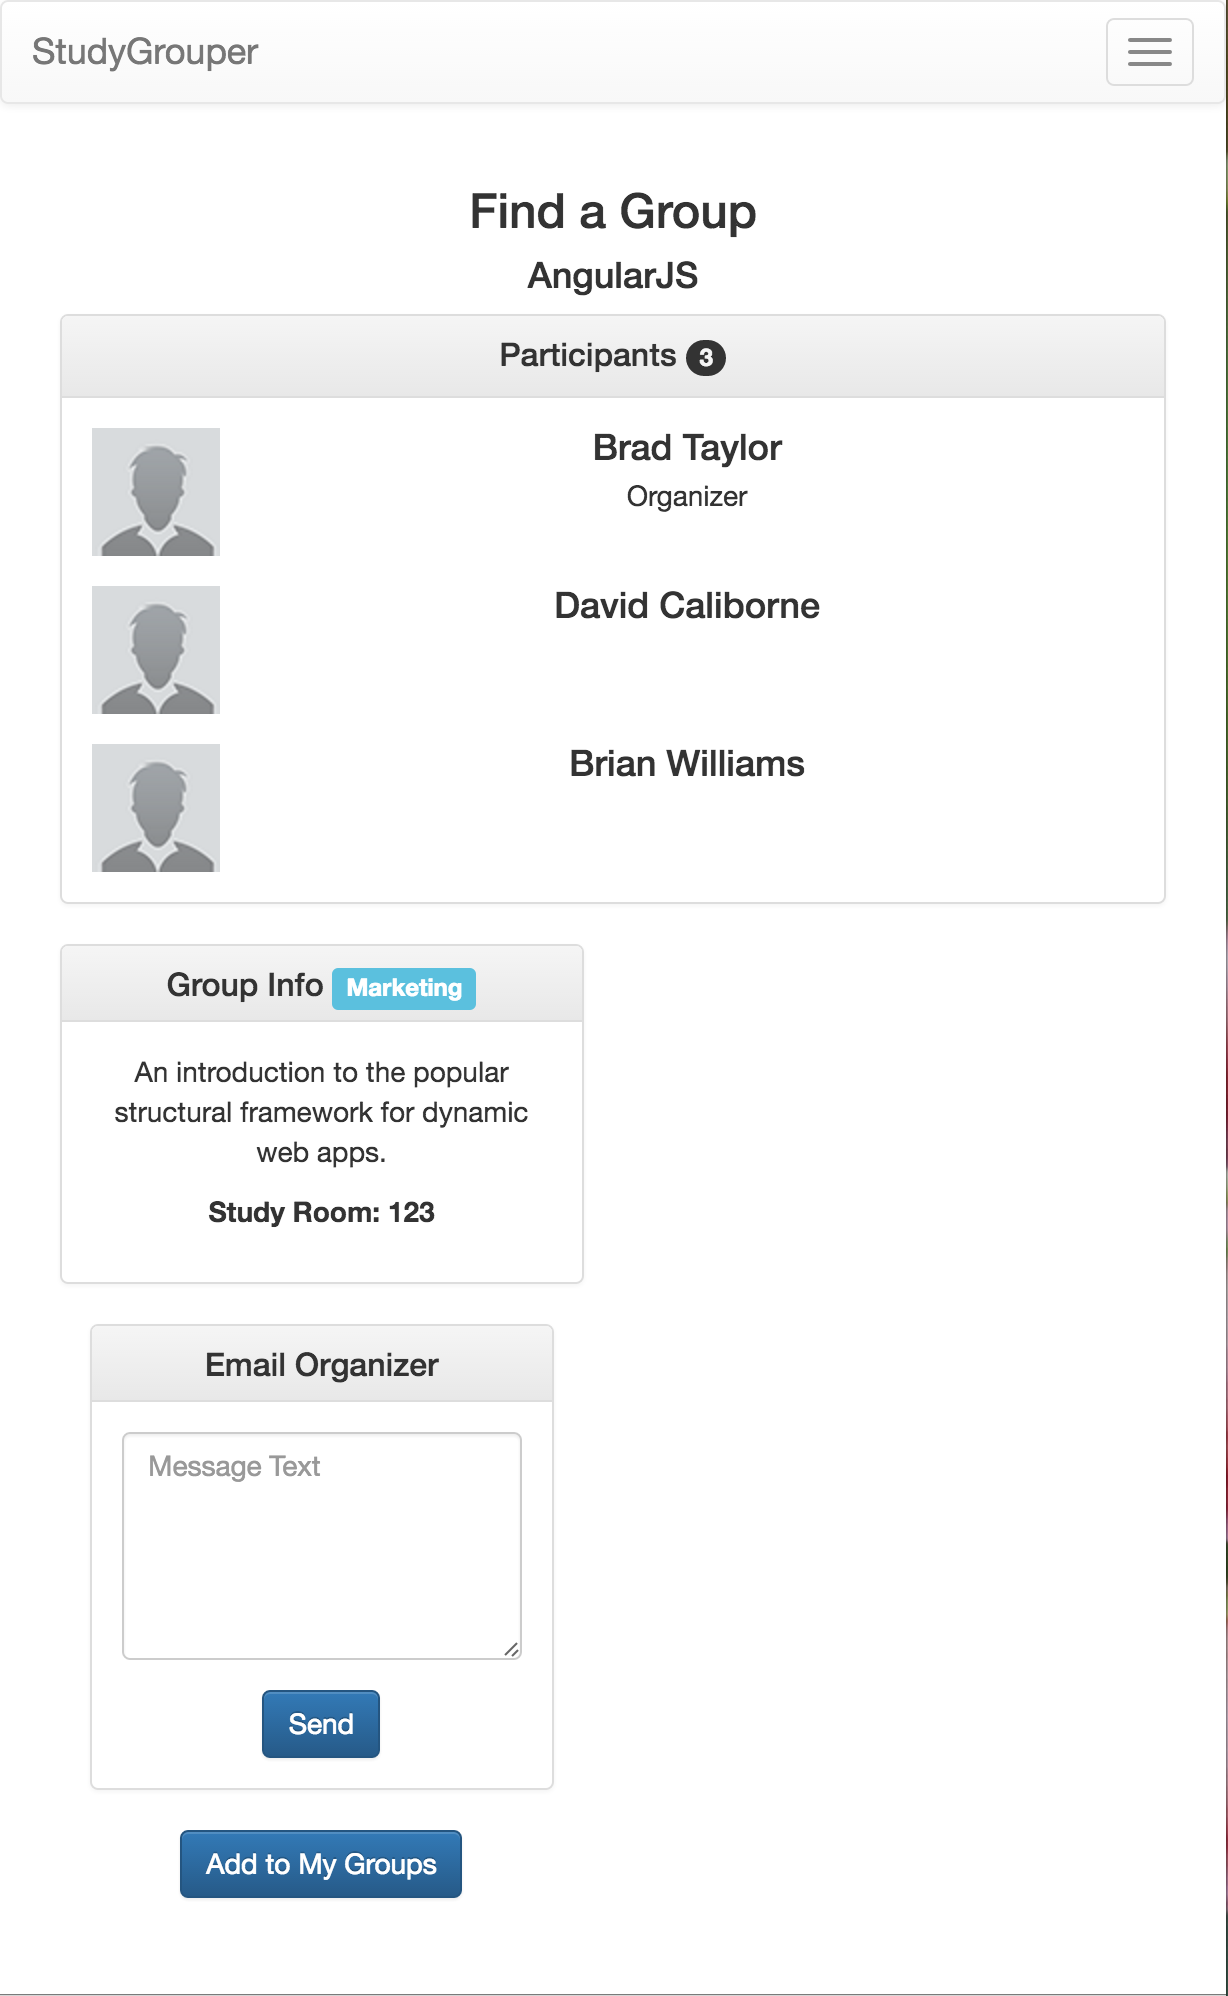 StudyGrouper
Find a Group
AngularJS
Participants 3
Brad Taylor
Organizer
David Caliborne
Brian Williams
Group Info Marketing
An introduction to the popular
structural framework for dynamic
web apps.
Study Room: 123
Email Organizer
Message Text
Send
Add to My Groups